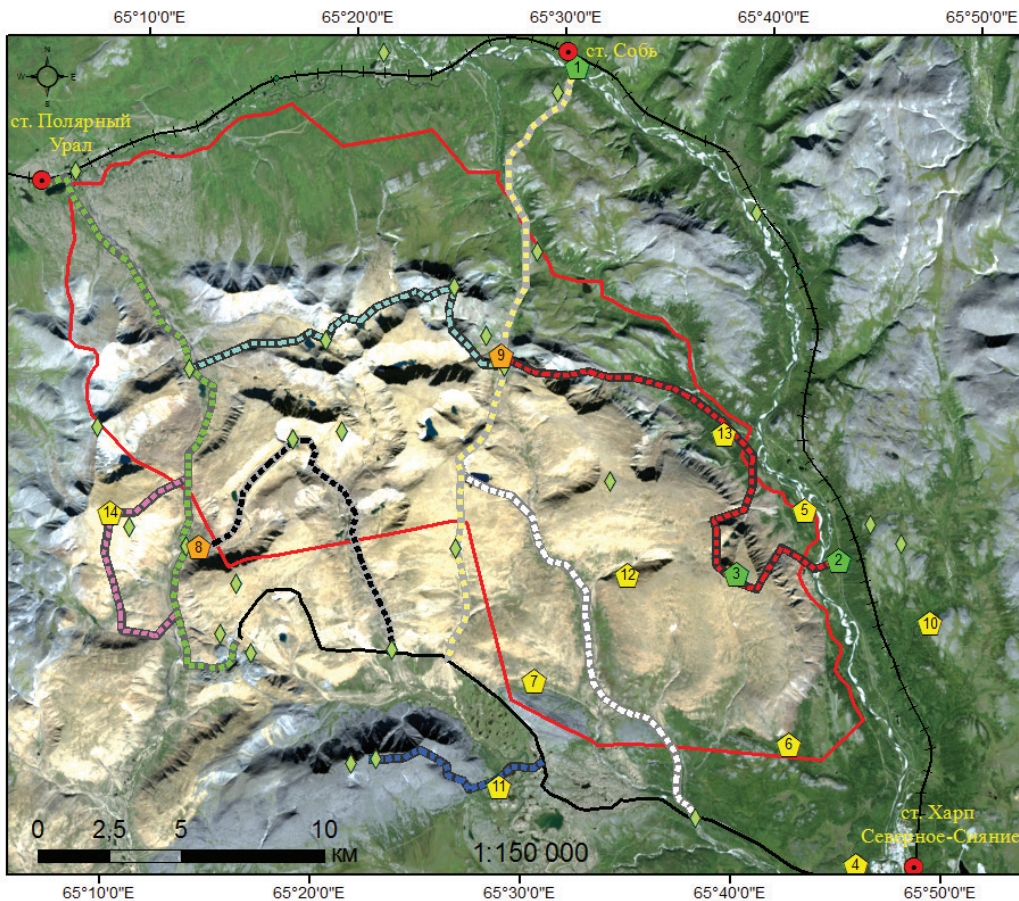 65°10'0"E 65°20'0"E 65°30'0"E 65°40'0"E 65°50'0"E
N
W E
S
ст. Собь
1
ст. Полярный
Урал
9
13
14
5
8
3
2
12
10
7
6
11
ст. Харп
Северное-Сияние
4
0 2,5 5 10
КМ
1:150 000
65°10'0"E 65°20'0"E 65°30'0"E 65°40'0"E 65°50'0"E